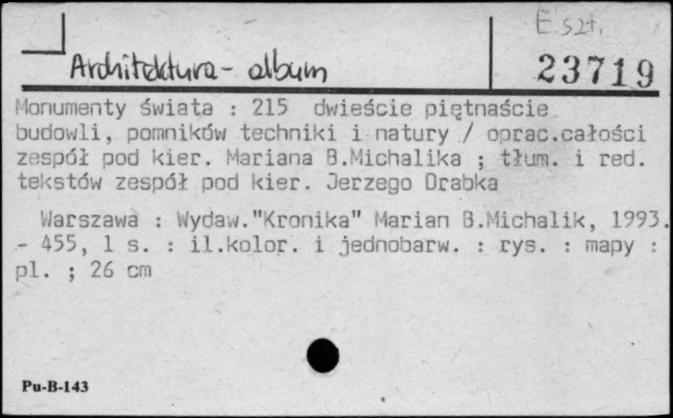 E szt.
Architektura - album
23719
Monumenty świata : 215 dwieście piętnaście
budowli, pomników techniki i natury / oprac.całości
zespół pod kier. Mariana B.Michalika ; tłum. i red.
tekstów zespół pod kier. Jerzego Drabka
Warszawa : Wydaw."Kronika" Marian B.Michalik, 1993.
- 455, 1 s. : il.kolor. i jednobarw. : rys. : mapy :
pl. ; 26 cm
Pu-B-143